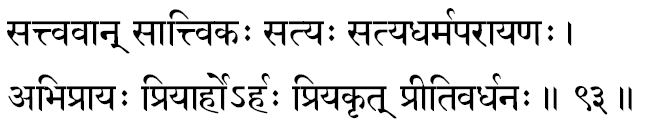 सत्त्ववान् सात्त्विकः सत्यः सत्यधर्मपरायणः।
अभिप्रायः प्रियार्होऽर्हः प्रियकृत् प्रीतिवर्धनः॥ ९३॥